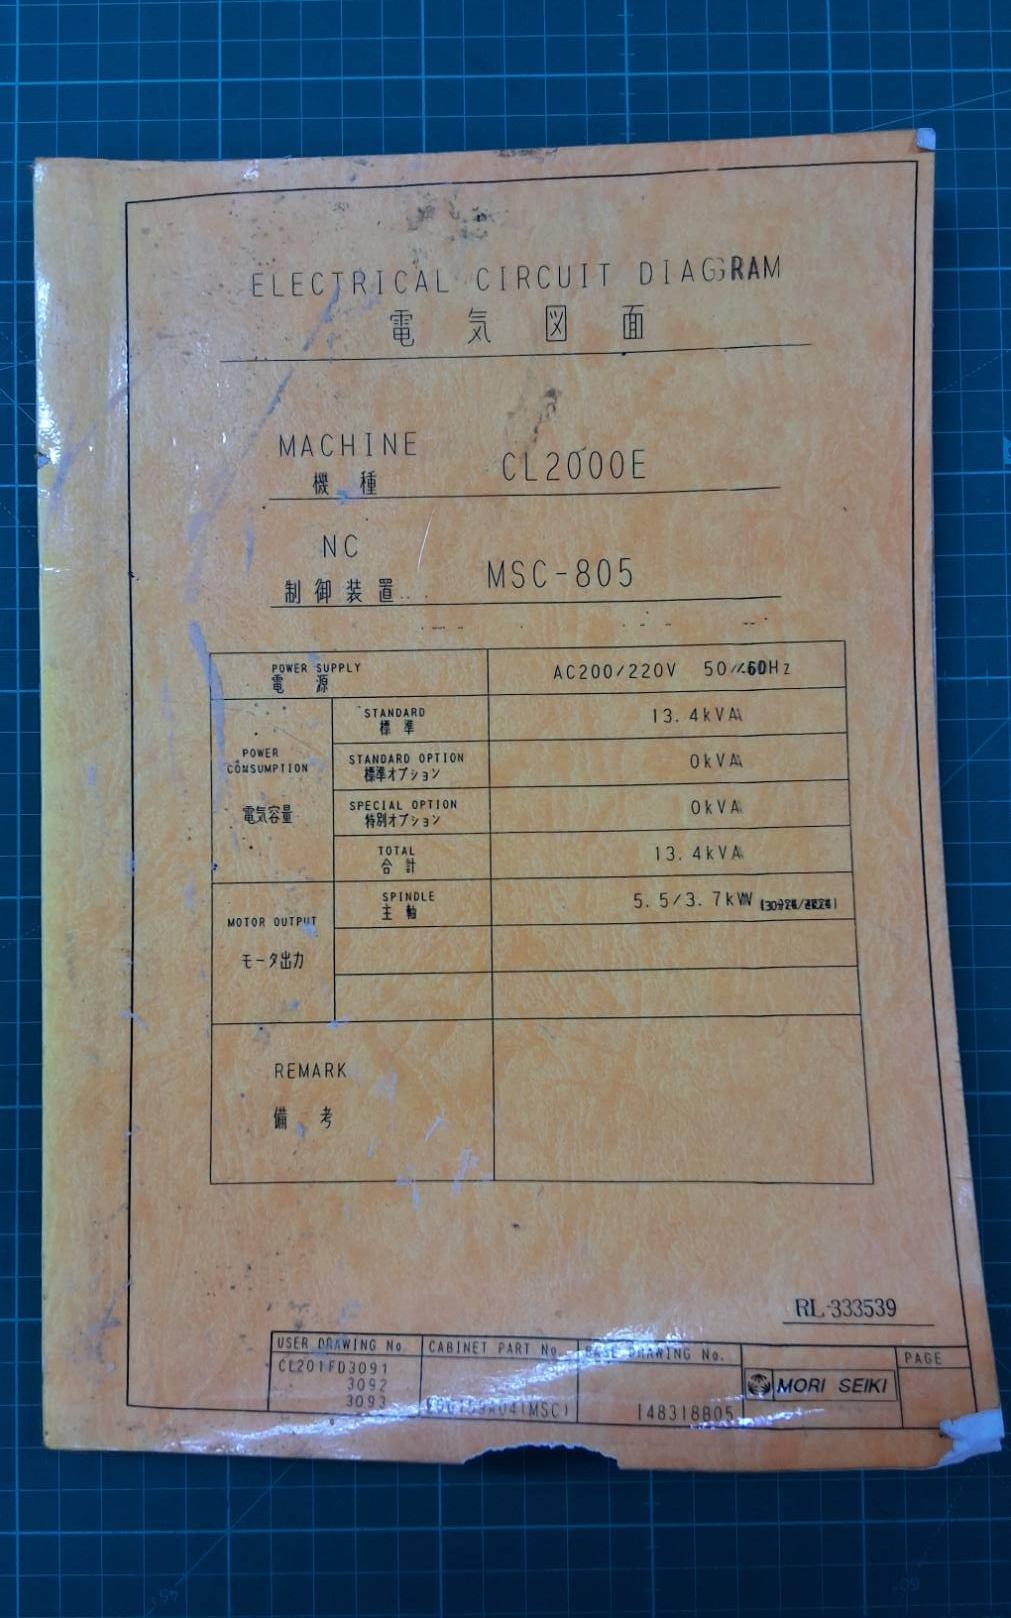 ELECTRICAL CIRCUIT DIAGRAM
電気図面
MACHINE
機種
CL2000E
NC
制御装置
MSC-805
POWER SUPPLY
電源
AC200/220V 50/60Hz
POWER CONSUMPTION
電気容量
STANDARD
標準
13.4kVA
STANDARD OPTION
標準オプション
0kVA
SPECIAL OPTION
特別オプション
0kVA
TOTAL
合計
13.4kVA
MOTOR OUTPUT
モータ出力
SPINDLE
主軸
5.5/3.7kW
REMARK
備考
RL-333539
USER DRAWING No.
CL201FD3091
3092
3093
CABINET PART No.
BASE DRAWING No.
148318B05
MORI SEIKI
PAGE